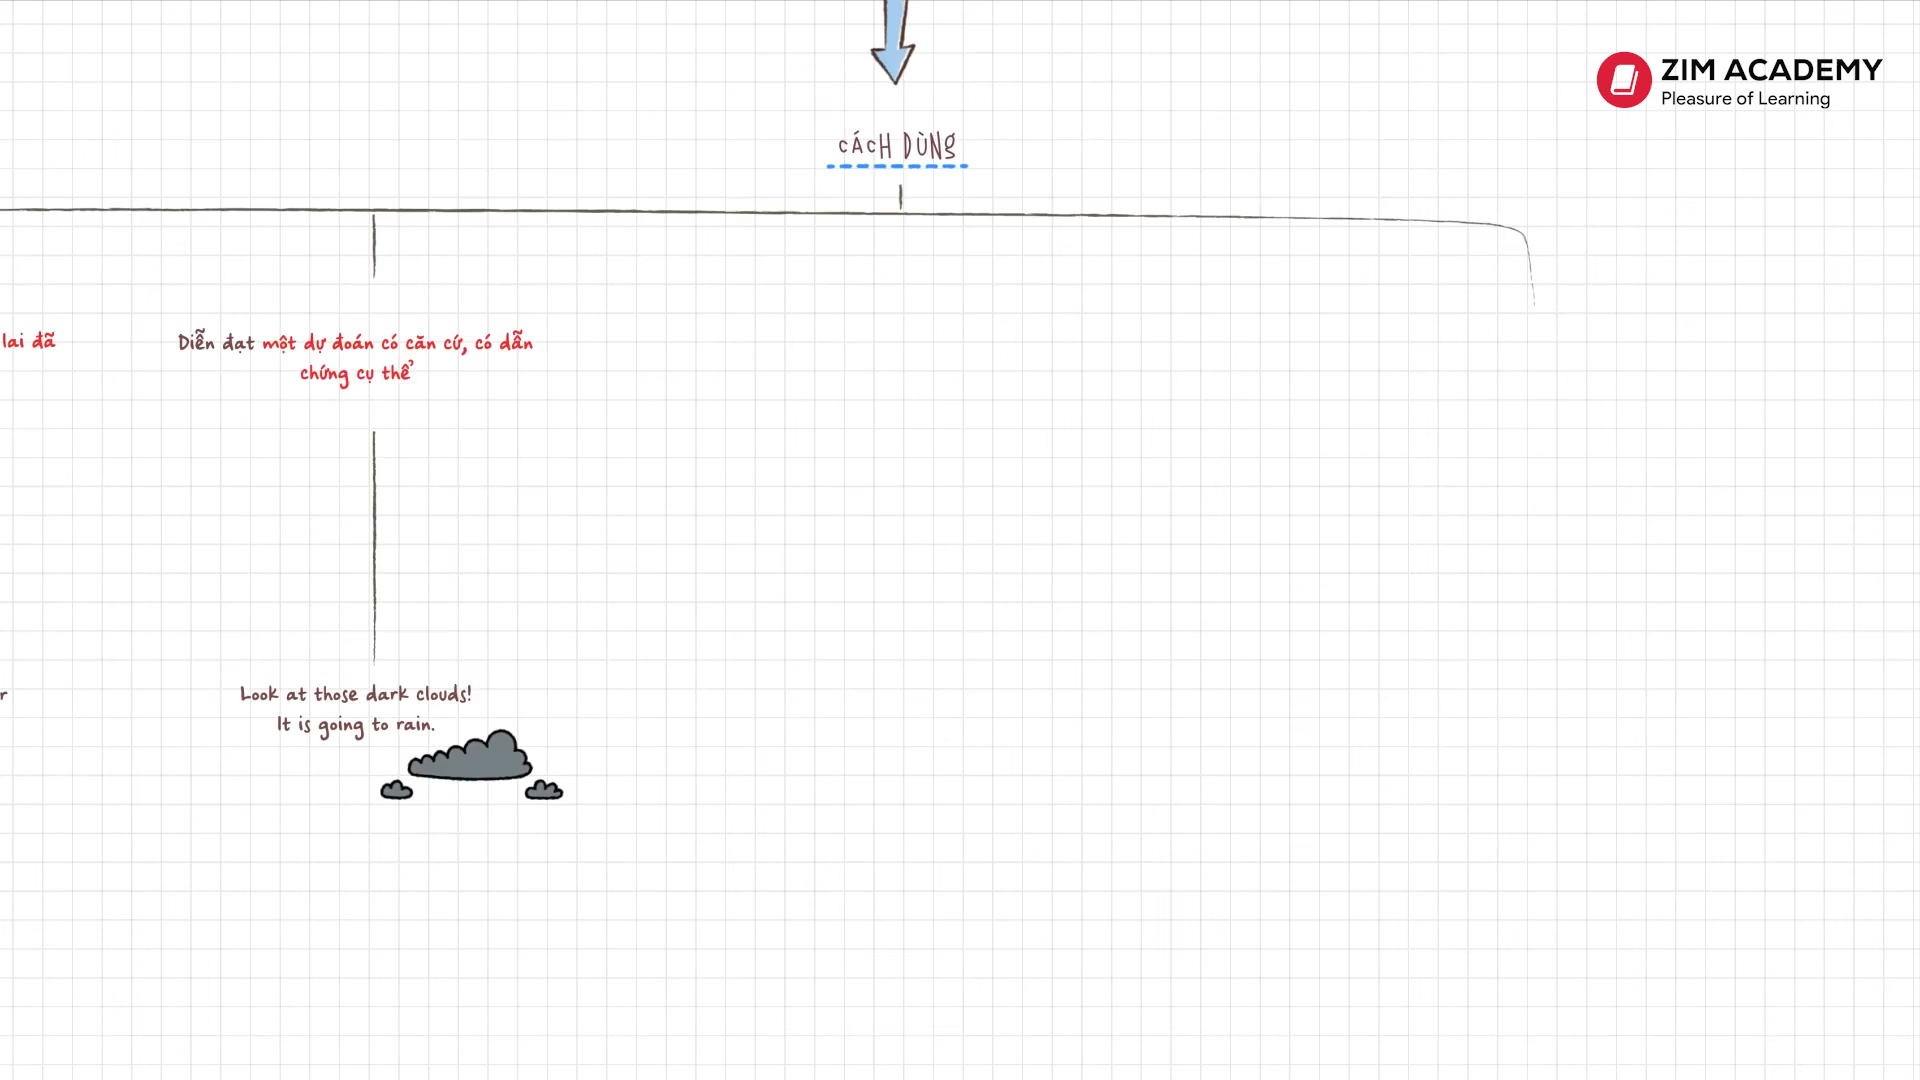 ZIM ACADEMY
Pleasure of Learning
CÁCH DÙNG
lai đã
Diễn đạt một dự đoán có căn cứ, có dẫn
chứng cụ thể
r
Look at those dark clouds!
It is going to rain.